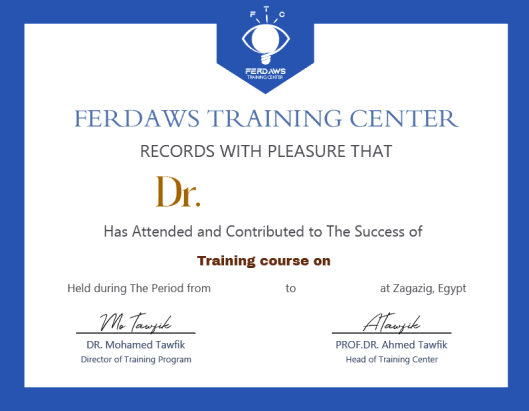 F T C
FERDAWS
TRAINING CENTER
FERDAWS TRAINING CENTER
RECORDS WITH PLEASURE THAT
Dr.
Has Attended and Contributed to The Success of
Training course on
Held during The Period from to at Zagazig, Egypt
Mo Tawfik ATawfik
DR. Mohamed Tawfik PROF.DR. Ahmed Tawfik
Director of Training Program Head of Training Center